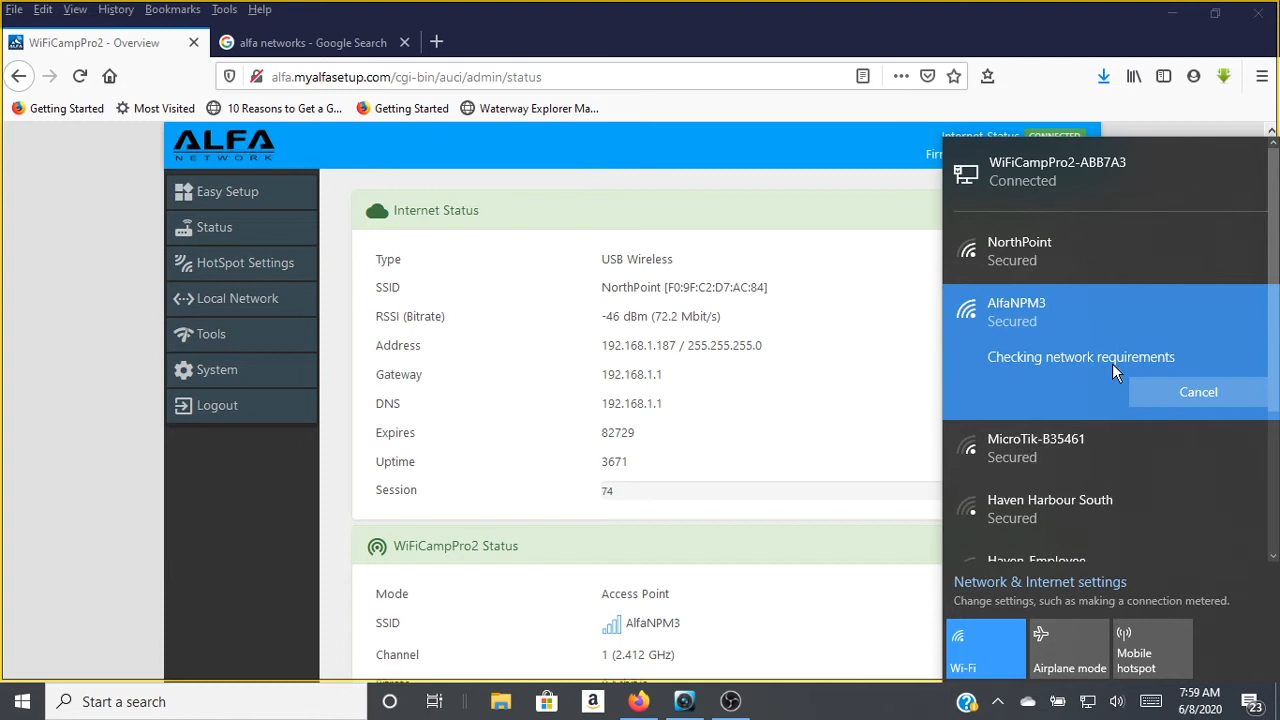 File Edit View History Bookmarks Tools Help
WiFiCampPro2 - Overview
alfa networks - Google Search
alfa.myalfasetup.com/cgi-bin/auci/admin/status
Getting Started
Most Visited
10 Reasons to Get a G...
Getting Started
Waterway Explorer Ma...
ALFA
NETWORK
Internet Status CONNECTED
Firr
Easy Setup
Status
HotSpot Settings
Local Network
Tools
System
Logout
Internet Status
Type USB Wireless
SSID NorthPoint [F0:9F:C2:D7:AC:84]
RSSI (Bitrate) -46 dBm (72.2 Mbit/s)
Address 192.168.1.187 / 255.255.255.0
Gateway 192.168.1.1
DNS 192.168.1.1
Expires 82729
Uptime 3671
Session 74
WiFiCampPro2 Status
Mode Access Point
SSID AlfaNPM3
Channel 1 (2.412 GHz)
WiFiCampPro2-ABB7A3
Connected
NorthPoint
Secured
AlfaNPM3
Secured
Checking network requirements
Cancel
MicroTik-B35461
Secured
Haven Harbour South
Secured
Haven-Employee
Network & Internet settings
Change settings, such as making a connection metered.
Wi-Fi
Airplane mode
Mobile
hotspot
Start a search
7:59 AM
6/8/2020
23